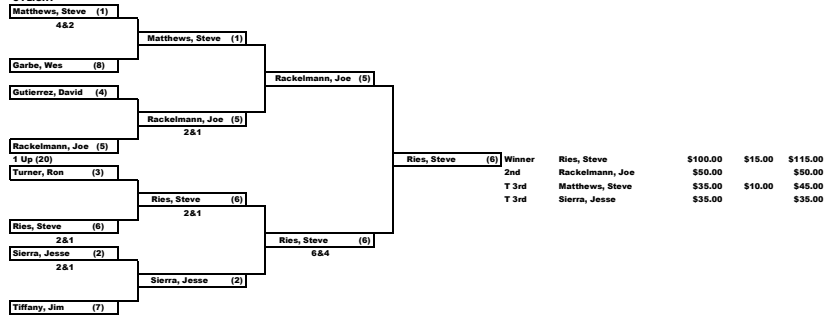 Matthews, Steve (1)
4&2
Matthews, Steve (1)
Garbe, Wes (8)
Rackelmann, Joe (5)
Gutierrez, David (4)
Rackelmann, Joe (5)
2&1
Rackelmann, Joe (5)
1 Up (20)
Ries, Steve (6) Winner Ries, Steve $100.00 $15.00 $115.00
2nd Rackelmann, Joe $50.00 $50.00
T 3rd Matthews, Steve $35.00 $10.00 $45.00
T 3rd Sierra, Jesse $35.00 $35.00
Turner, Ron (3)
Ries, Steve (6)
2&1
Ries, Steve (6)
2&1
Ries, Steve (6)
6&4
Sierra, Jesse (2)
2&1
Sierra, Jesse (2)
Tiffany, Jim (7)